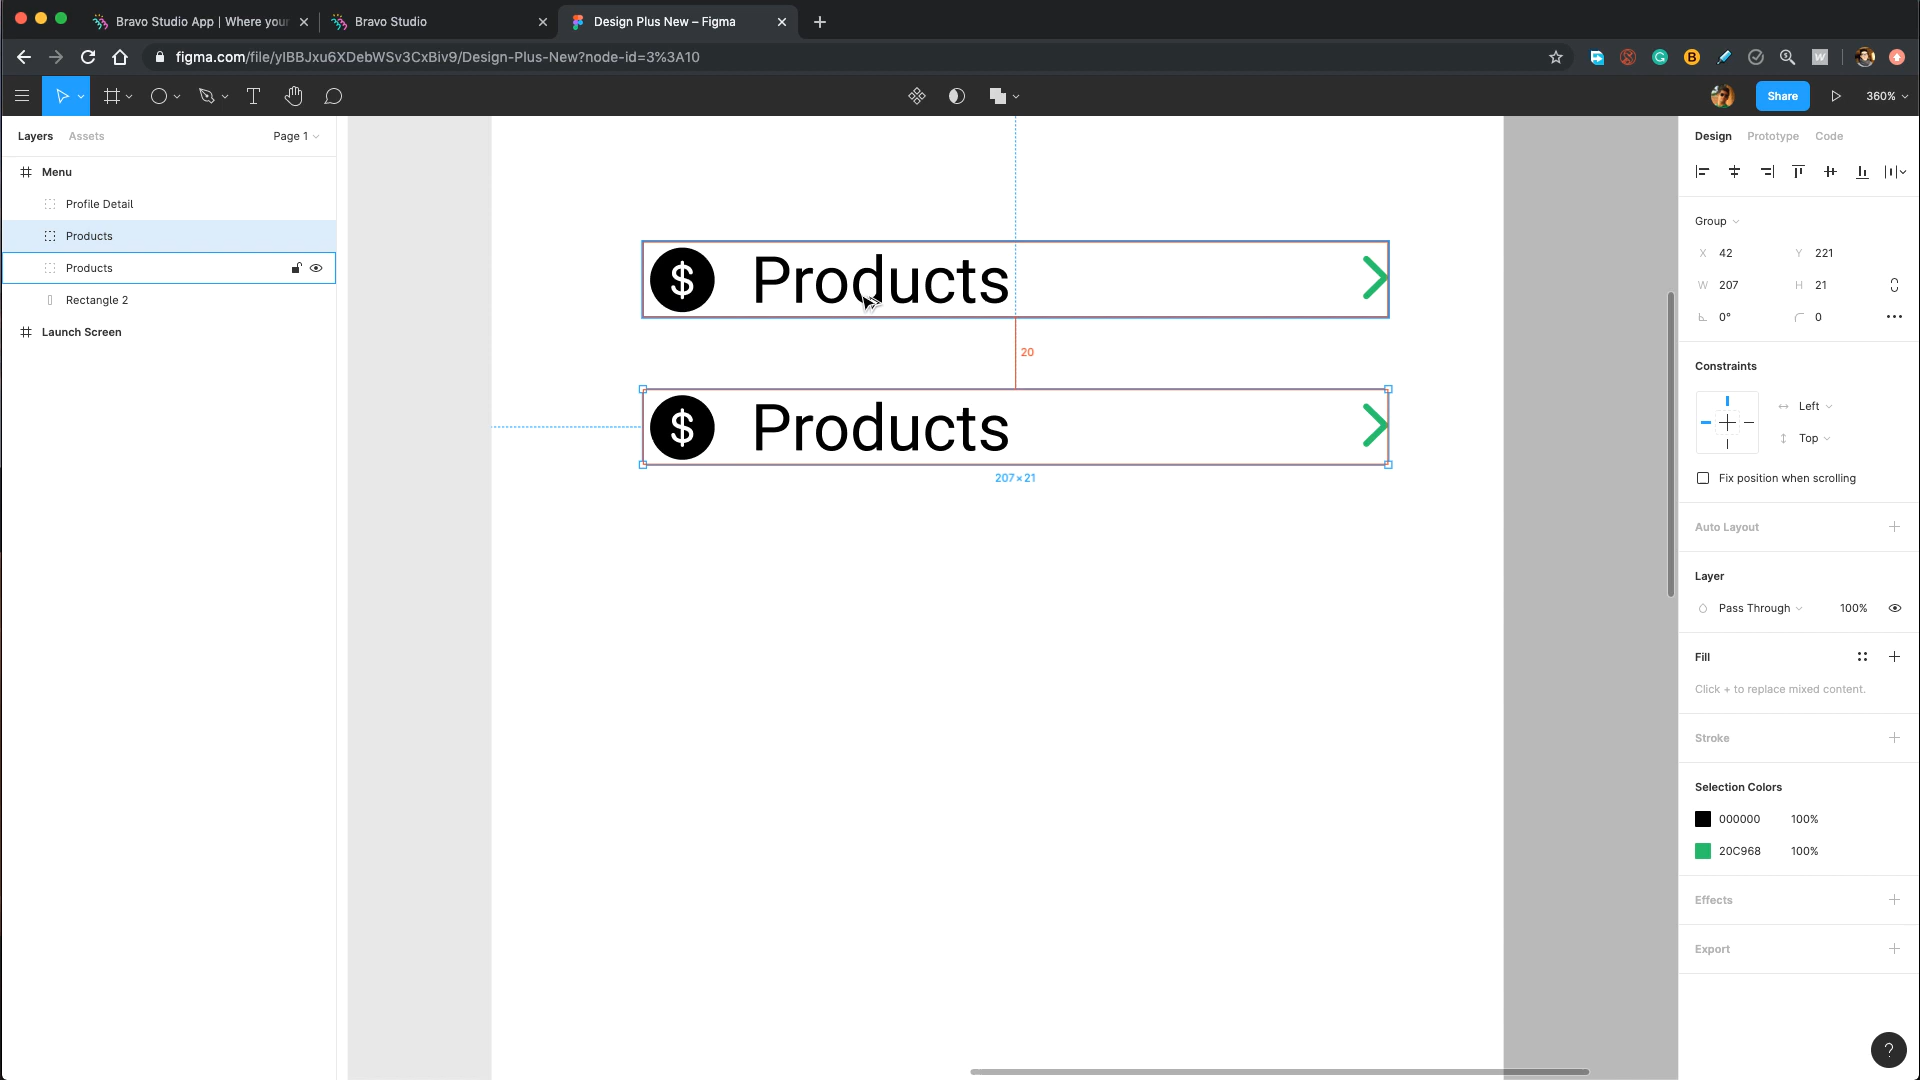 Bravo Studio App | Where your
Bravo Studio
Design Plus New – Figma
figma.com/file/yIBBJxu6XDebWSv3CxBiv9/Design-Plus-New?node-id=3%3A10
Share
360%
Layers
Assets
Page 1
Menu
Profile Detail
Products
Products
Rectangle 2
Launch Screen
$ Products
20
$ Products
207 × 21
Design
Prototype
Code
Group
X 42
Y 221
W 207
H 21
0°
0
Constraints
Left
Top
Fix position when scrolling
Auto Layout
Layer
Pass Through
100%
Fill
Click + to replace mixed content.
Stroke
Selection Colors
000000
100%
20C968
100%
Effects
Export
?